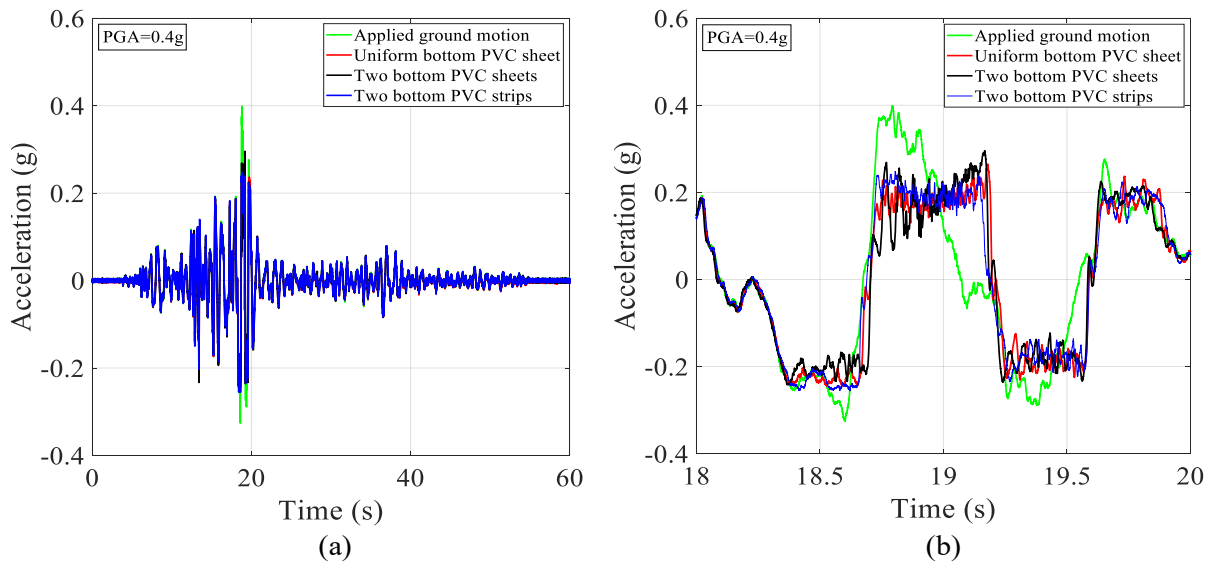 PGA=0.4g
Applied ground motion
Uniform bottom PVC sheet
Two bottom PVC sheets
Two bottom PVC strips
Acceleration (g)
0.6
0.4
0.2
0
-0.2
-0.4
0
20
40
60
Time (s)
(a)
PGA=0.4g
Applied ground motion
Uniform bottom PVC sheet
Two bottom PVC sheets
Two bottom PVC strips
Acceleration (g)
0.6
0.4
0.2
0
-0.2
-0.4
18
18.5
19
19.5
20
Time (s)
(b)